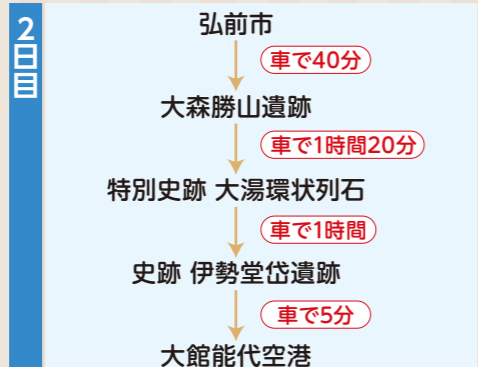 2日目
弘前市
車で40分
大森勝山遺跡
車で1時間20分
特別史跡 大湯環状列石
車で1時間
史跡 伊勢堂岱遺跡
車で5分
大館能代空港